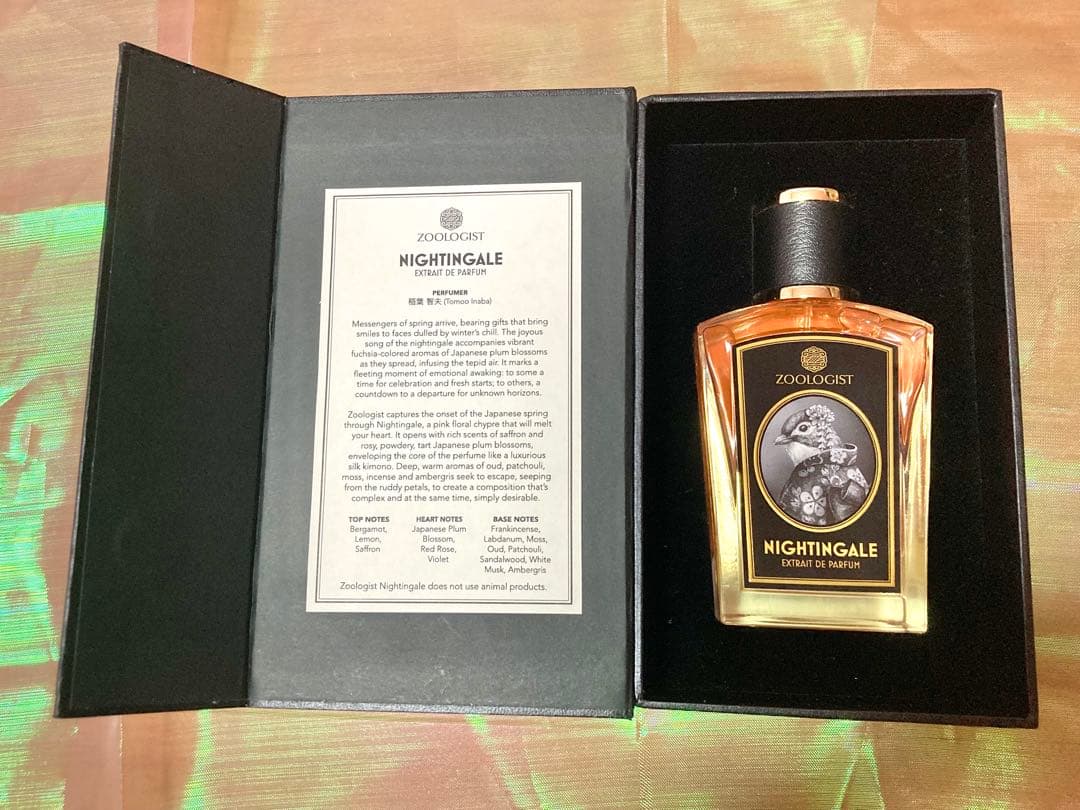 ZOOLOGIST
NIGHTINGALE
EXTRAIT DE PARFUM
PERFUMER
稻葉 智夫 (Tomoo Inaba)
Messengers of spring arrive, bearing gifts that bring
smiles to faces dulled by winter's chill. The joyous
song of the nightingale accompanies vibrant
fuchsia-colored aromas of Japanese plum blossoms
as they spread, infusing the tepid air. It marks a
fleeting moment of emotional awaking: to some a
time for celebration and fresh starts; to others, a
countdown to a departure for unknown horizons.
Zoologist captures the onset of the Japanese spring
through Nightingale, a pink floral chypre that will melt
your heart. It opens with rich scents of saffron and
rosy, powdery, tart Japanese plum blossoms,
enveloping the core of the perfume like a luxurious
silk kimono. Deep, warm aromas of oud, patchouli,
moss, incense and ambergris seek to escape, seeping
from the ruddy petals, to create a composition that's
complex and at the same time, simply desirable.
TOP NOTES
Bergamot,
Lemon,
Saffron
HEART NOTES
Japanese Plum
Blossom,
Red Rose,
Violet
BASE NOTES
Frankincense,
Labdanum, Moss,
Oud, Patchouli,
Sandalwood, White
Musk, Ambergris
Zoologist Nightingale does not use animal products.
ZOOLOGIST
NIGHTINGALE
EXTRAIT DE PARFUM